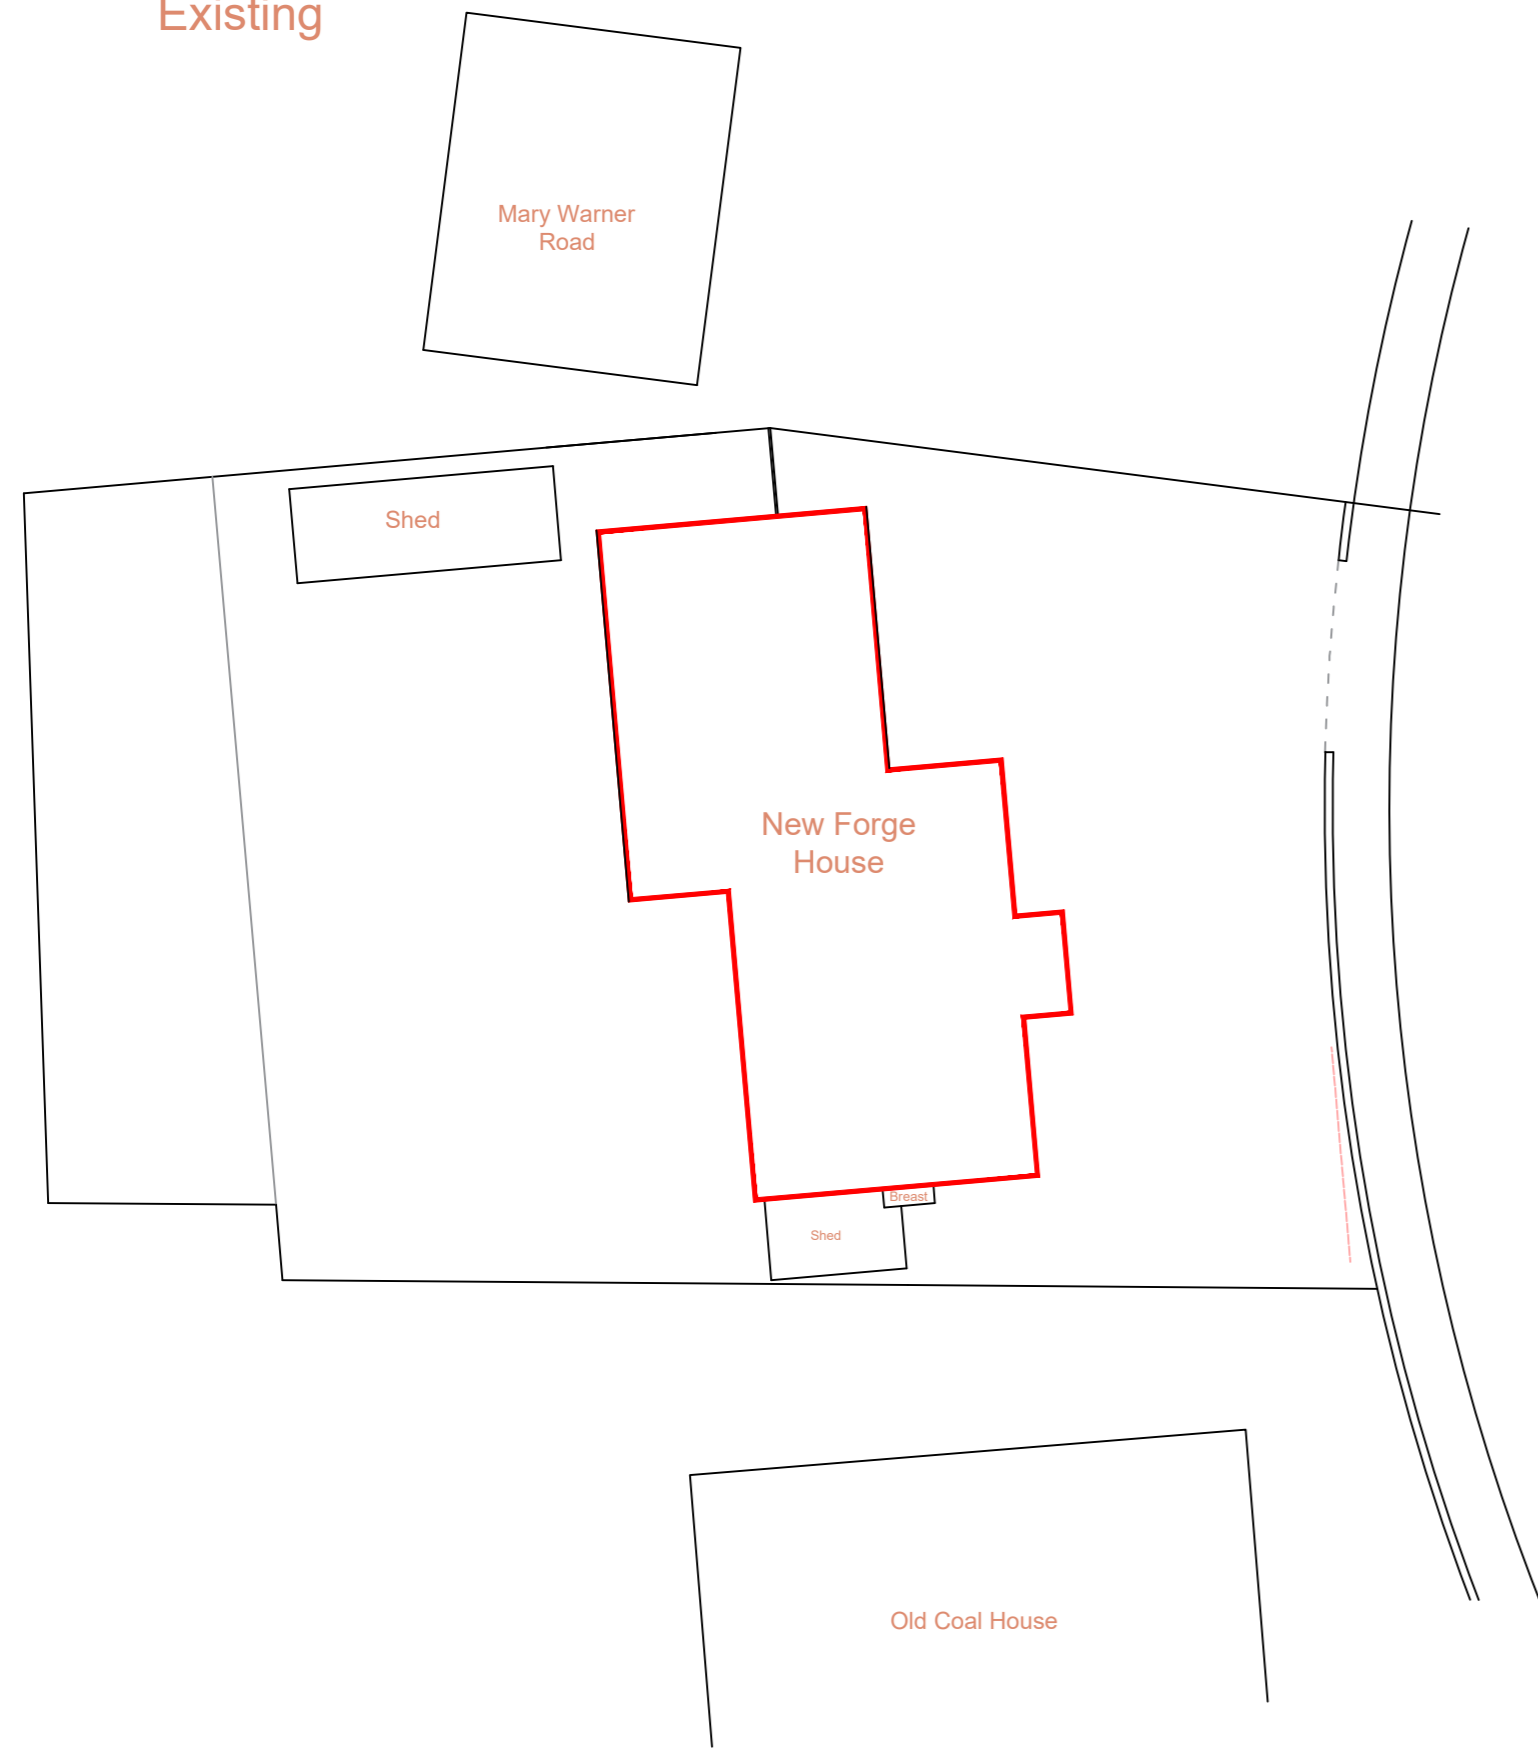 Existing
Mary Warner
Road
Shed
New Forge
House
Breast
Shed
Old Coal House